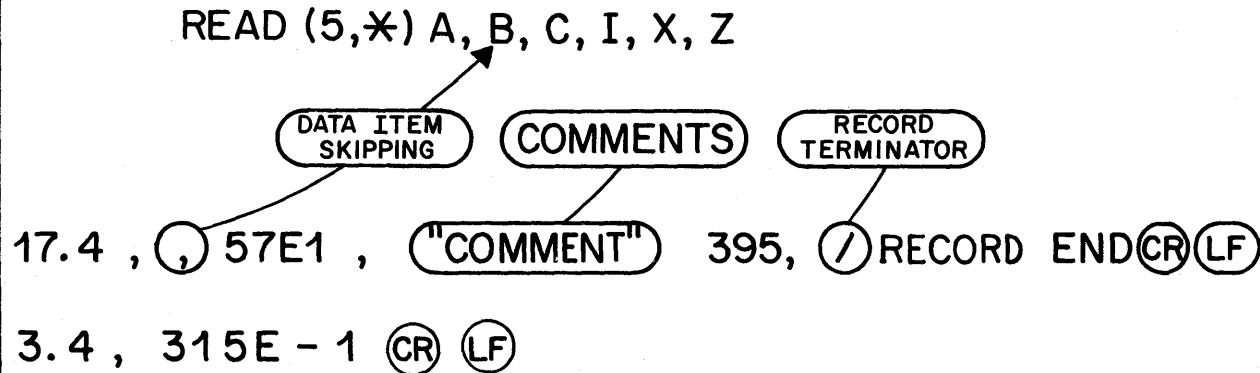 READ (5,*) A, B, C, I, X, Z
DATA ITEM
SKIPPING
COMMENTS
RECORD
TERMINATOR
17.4 , , 57E1 , "COMMENT" 395, / RECORD END CR LF
3.4 , 315E - 1 CR LF